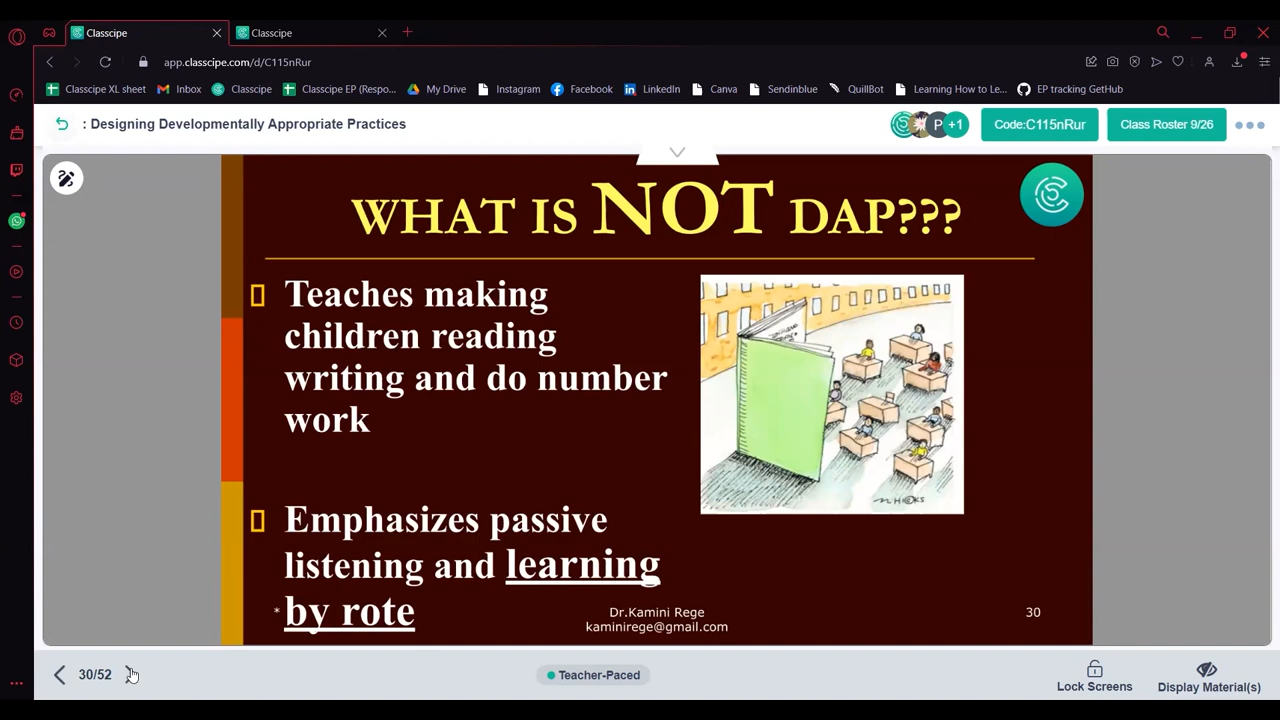 Classcipe
Classcipe
app.classcipe.com/d/C115nRur
Classcipe XL sheet
Inbox
Classcipe
Classcipe EP (Respo...
My Drive
Instagram
Facebook
LinkedIn
Canva
Sendinblue
QuillBot
Learning How to Le...
EP tracking GetHub
: Designing Developmentally Appropriate Practices
P
+1
Code:C115nRur
Class Roster 9/26
WHAT IS NOT DAP???
Teaches making
children reading
writing and do number
work
Emphasizes passive
listening and learning
by rote
*
Dr.Kamini Rege
kaminirege@gmail.com
30
30/52
Teacher-Paced
Lock Screens
Display Material(s)